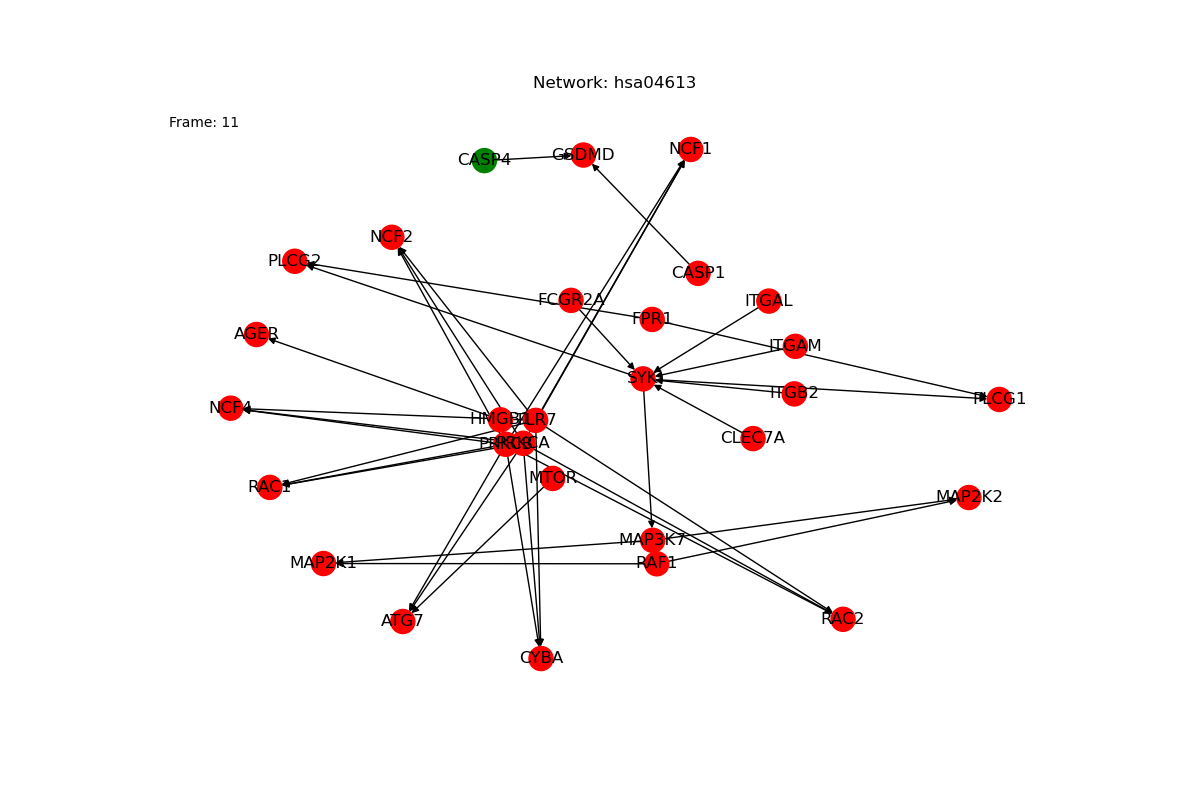 Network: hsa04613
Frame: 11
CASP4
GSDMD
NCF1
NCF2
PLCG2
CASP1
FCGR2A
ITGAL
FPR1
AGER
ITGAM
SYK
ITGB2
PLCG1
NCF4
HMGB1
TLR7
CLEC7A
PRKCB
PRKCA
MTOR
RAC1
MAP2K2
MAP3K7
MAP2K1
RAF1
ATG7
RAC2
CYBA